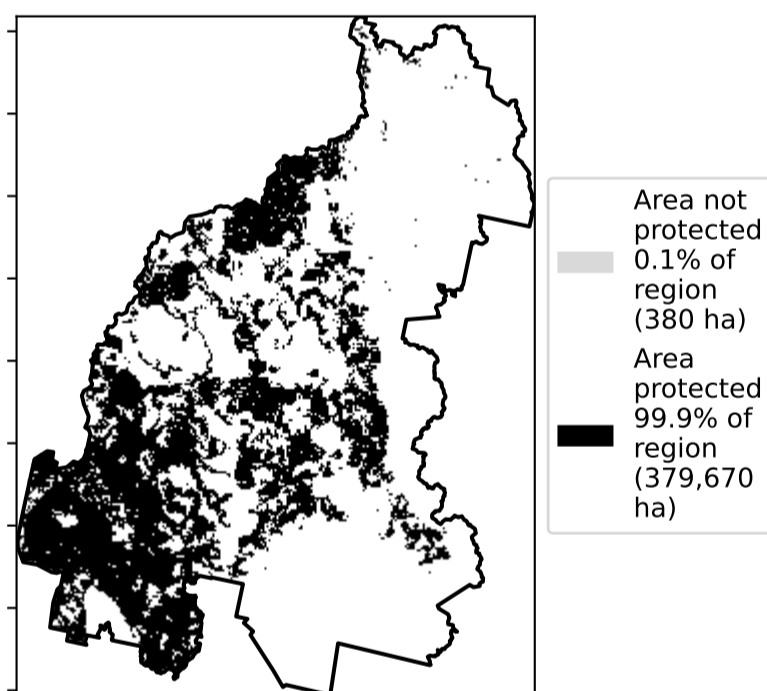 Area not
protected
0.1% of
region
(380 ha)
Area
protected
99.9% of
region
(379,670
ha)